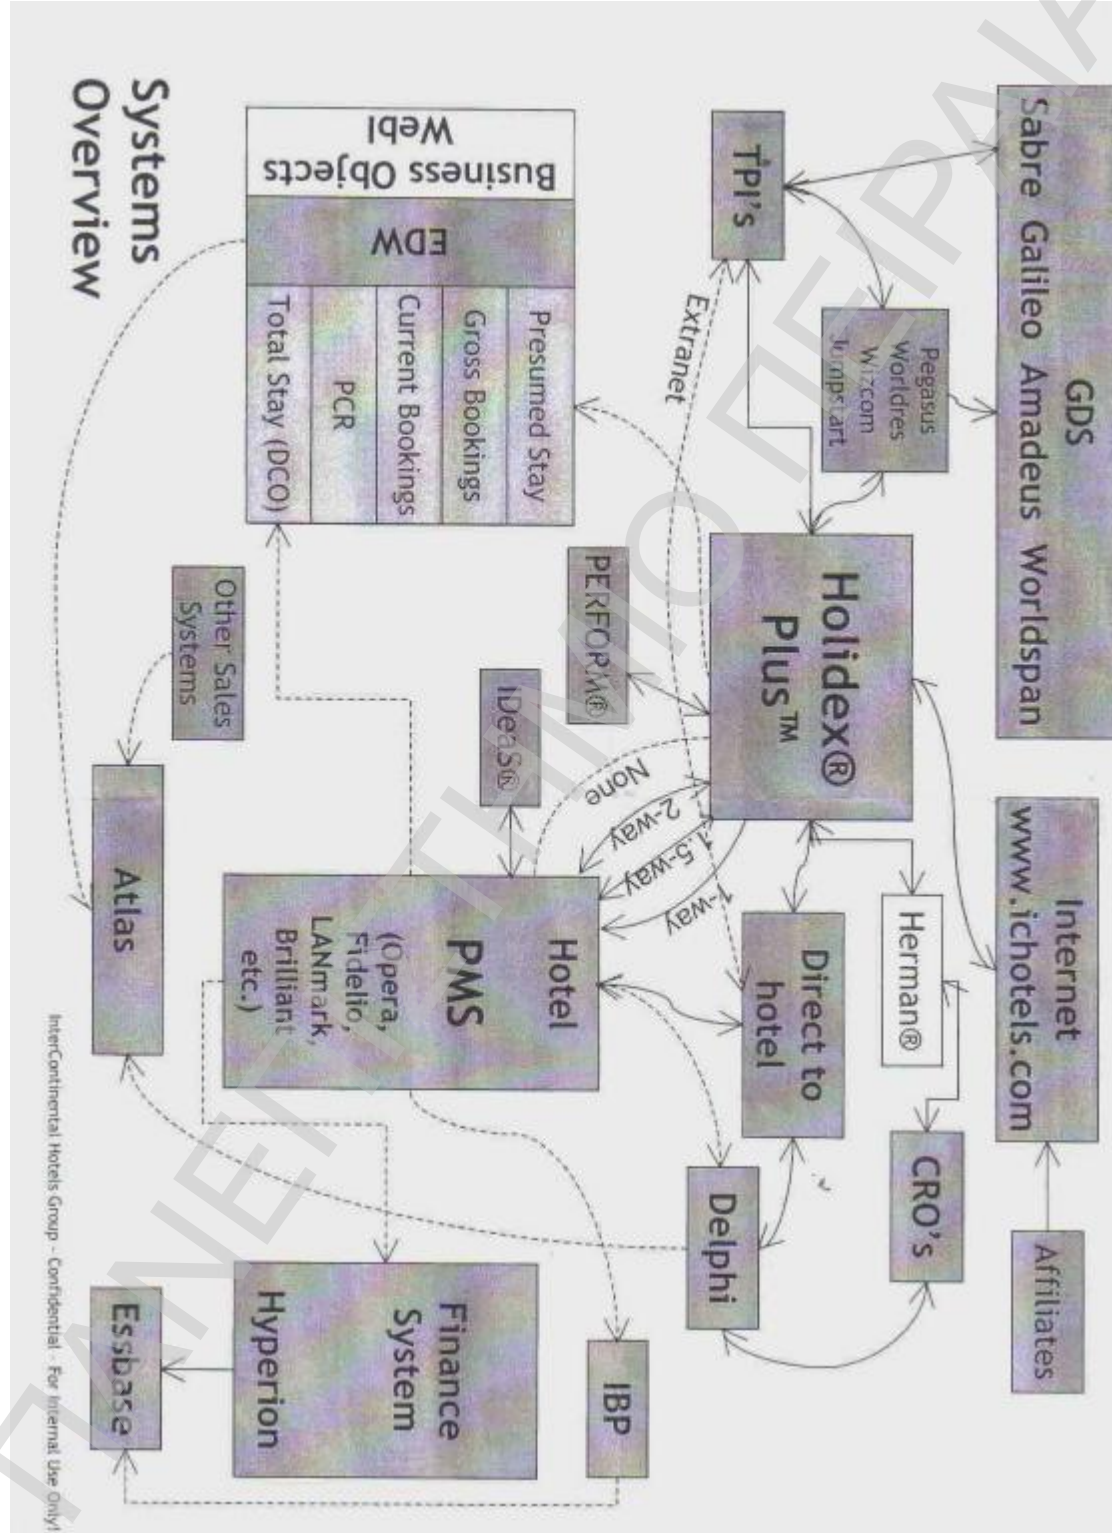 GDS
Sabre Galileo Amadeus Worldspan
Internet
www.ichotels.com
Affiliates
Pegasus
Worldres
Wizcom
Jumpstart
TPI's
Holidex®
Plus™
Herman®
CRO's
Direct to
hotel
Delphi
Extranet
PERFORM®
IDeaS®
None
2-way
1.5-way
1-way
Hotel
PMS
(Opera,
Fidelio,
LANmark,
Brilliant
etc.)
IBP
Finance
System
Hyperion
Essbase
Business Objects
WebI
EDW
Presumed Stay
Gross Bookings
Current Bookings
PCR
Total Stay (DCO)
Other Sales
Systems
Atlas
Systems
Overview
InterContinental Hotels Group - Confidential - For Internal Use Only!